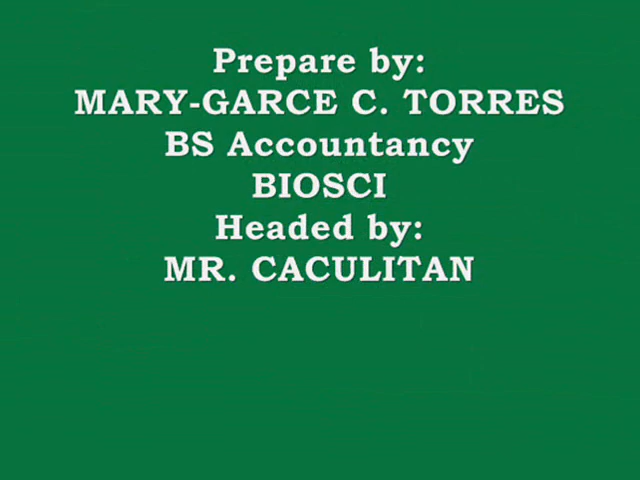 Prepare by:
MARY-GARCE C. TORRES
BS Accountancy
BIOSCI
Headed by:
MR. CACULITAN